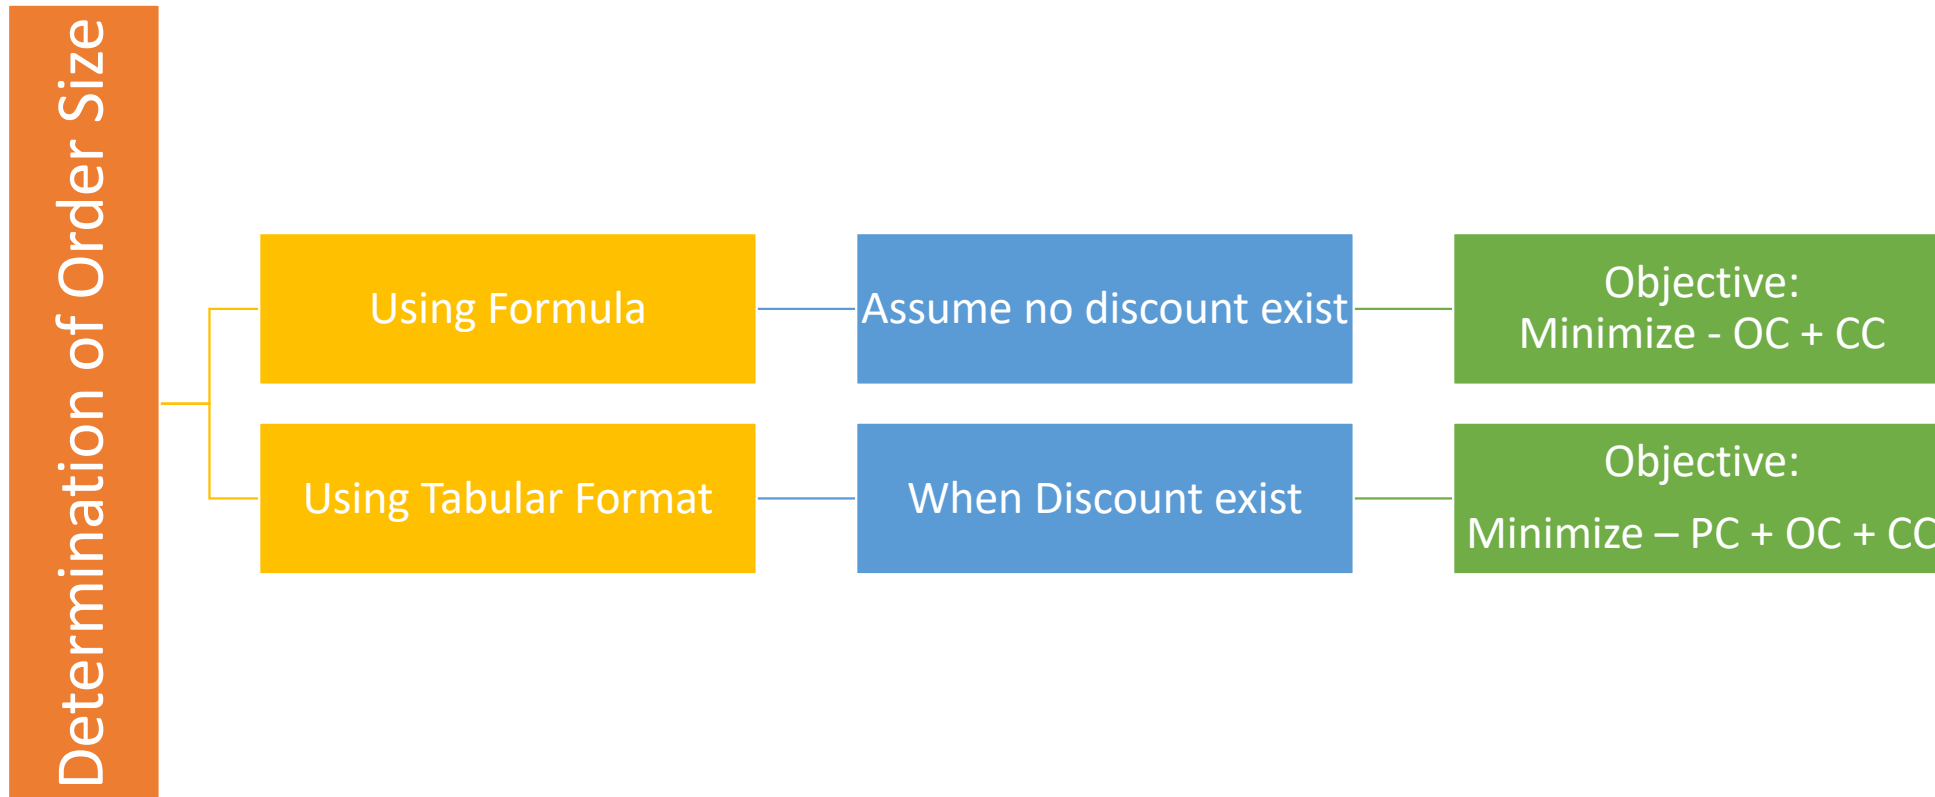 Determination of Order Size
Using Formula
Assume no discount exist
Objective:
Minimize - OC + CC
Using Tabular Format
When Discount exist
Objective:
Minimize – PC + OC + CC